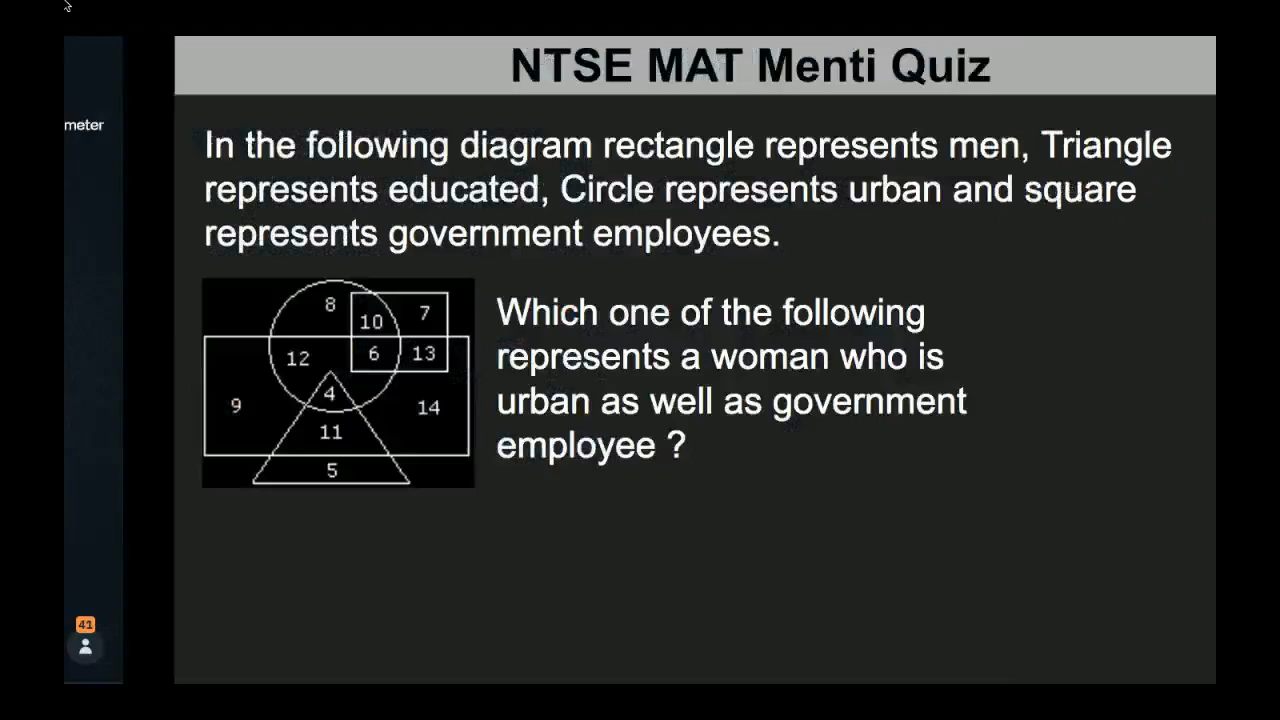 NTSE MAT Menti Quiz
meter
In the following diagram rectangle represents men, Triangle
represents educated, Circle represents urban and square
represents government employees.
8
7
10
12
6
13
4
9
14
11
5
Which one of the following
represents a woman who is
urban as well as government
employee ?
41